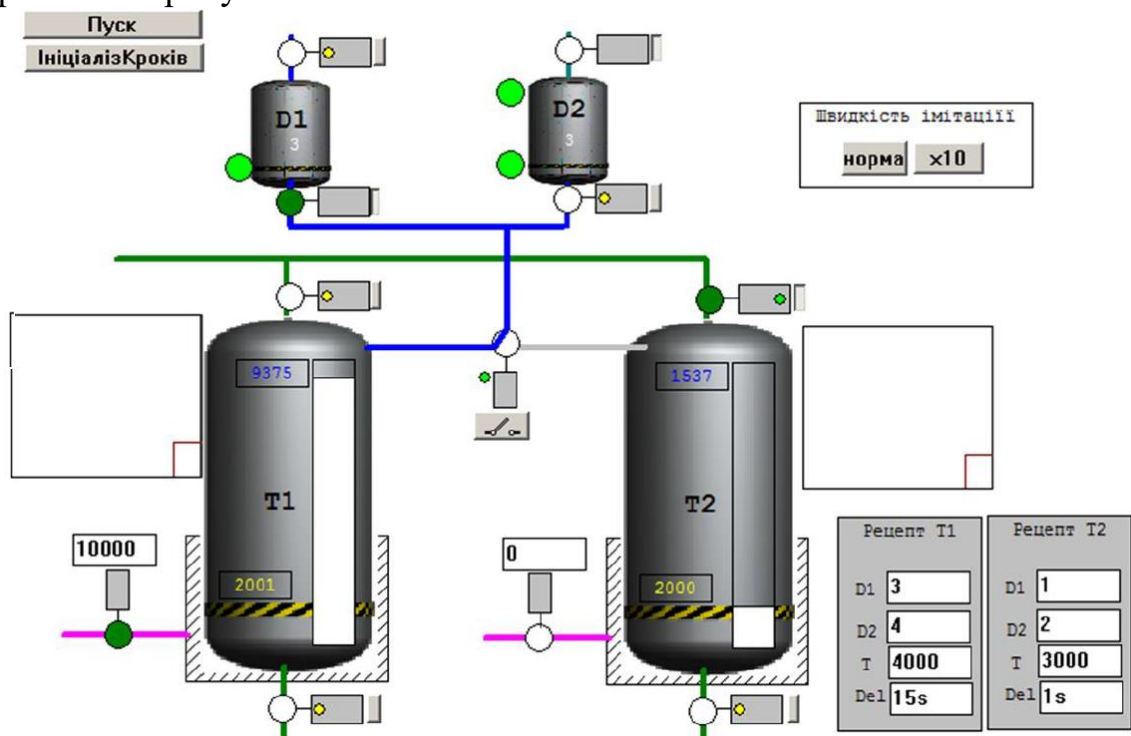 Пуск
ІніціалізКроків
D1
3
D2
3
Швидкість імітаціїї
норма
x10
9375
1537
T1
T2
10000
0
2001
2000
Рецепт T1
D1 3
D2 4
T 4000
Del 15s
Рецепт T2
D1 1
D2 2
T 3000
Del 1s